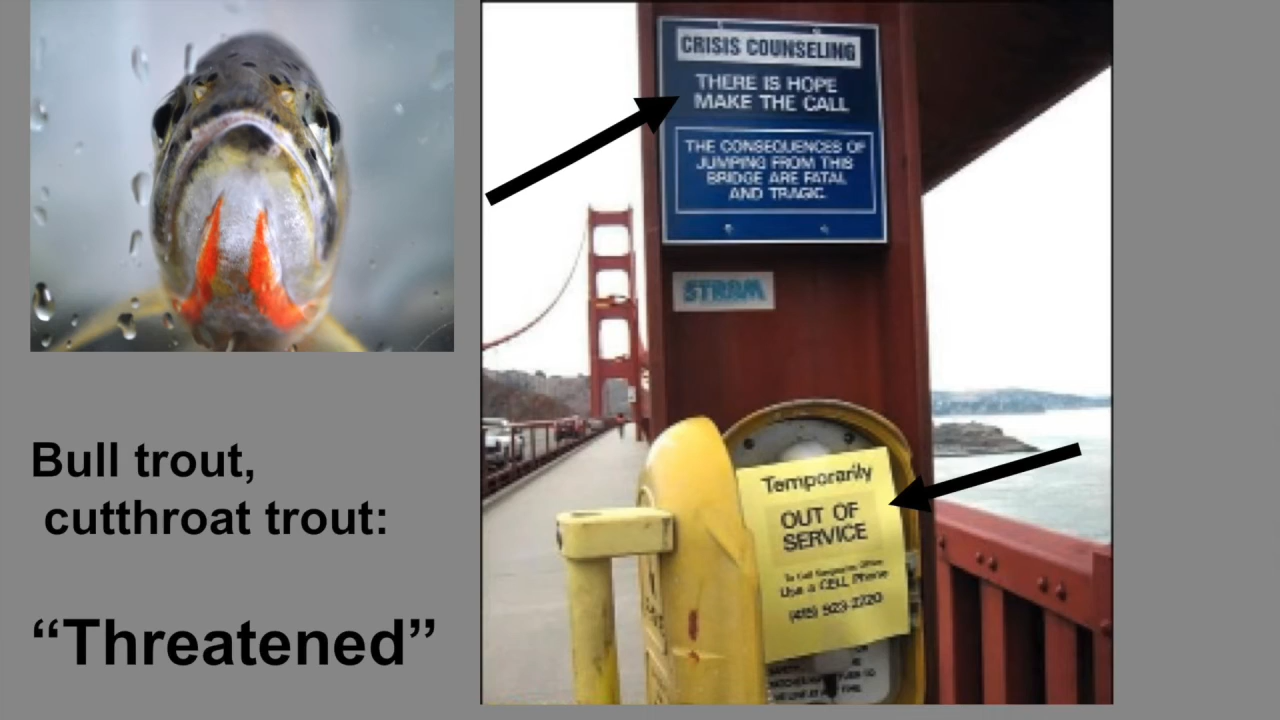 Bull trout,
cutthroat trout:
“Threatened”
CRISIS COUNSELING
THERE IS HOPE
MAKE THE CALL
THE CONSEQUENCES OF
JUMPING FROM THIS
BRIDGE ARE FATAL
AND TRAGIC.
Temporarily
OUT OF
SERVICE
Use a CELL Phone